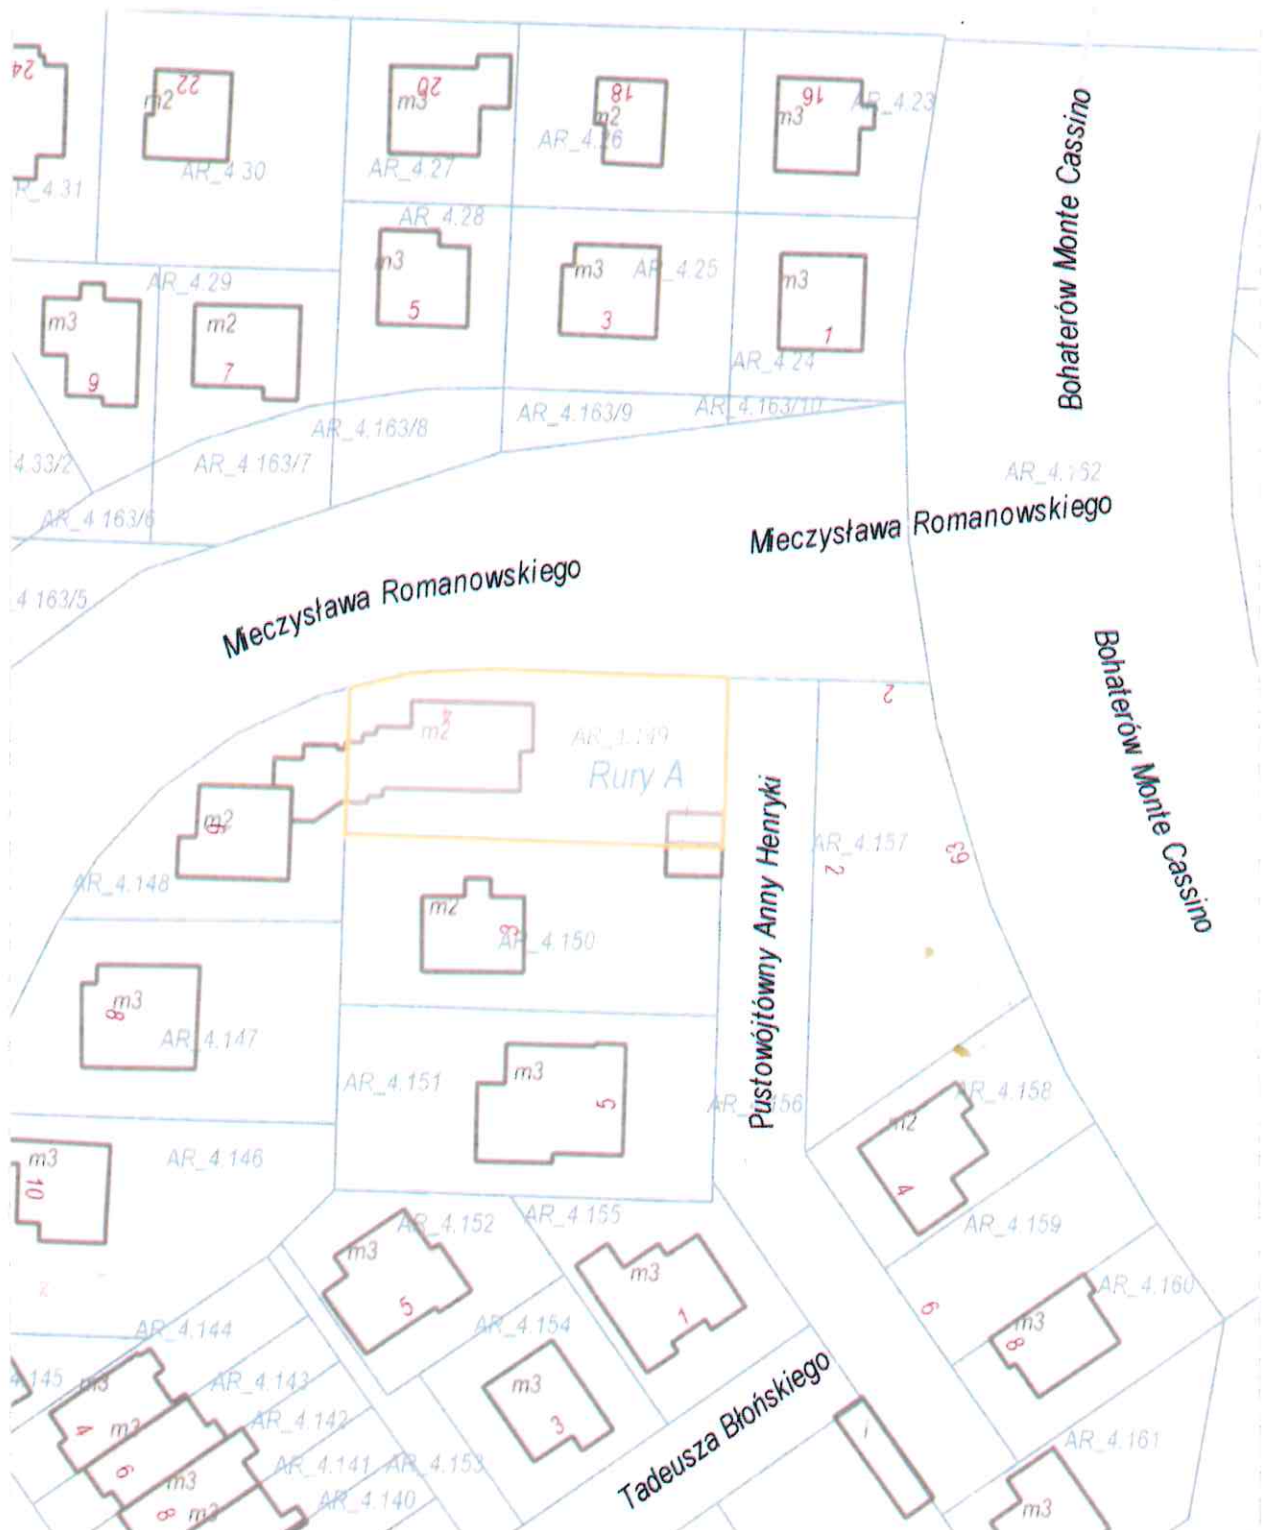 24
22
m2
20
m3
18
m2
16
m3
AR_4.23
AR_4.26
AR_4.30
AR_4.27
R_4.31
AR_4.28
m3
5
m3
AR_4.25
3
m3
1
AR_4.24
AR_4.29
m3
9
m2
7
Bohaterów Monte Cassino
AR_4.163/8
AR_4.163/9
AR_4.163/10
4.33/2
AR_4.163/7
AR_4.163/6
4.163/5
Mieczysława Romanowskiego
Mieczysława Romanowskiego
Bohaterów Monte Cassino
2
m2
AR_4.149
Rury A
m2
AR_4.148
AR_4.157
2
63
Pustowójtówny Anny Henryki
m2
AR_4.150
m3
8
AR_4.147
m3
5
AR_4.151
AR_4.156
AR_4.158
m2
4
m3
10
AR_4.146
AR_4.152
m3
5
AR_4.155
m3
1
AR_4.159
6
AR_4.160
m3
8
AR_4.144
AR_4.154
m3
3
4.145
m3
4
AR_4.143
m3
6
AR_4.142
AR_4.141
AR_4.153
m3
8
m3
AR_4.140
Tadeusza Błońskiego
i
AR_4.161
m3